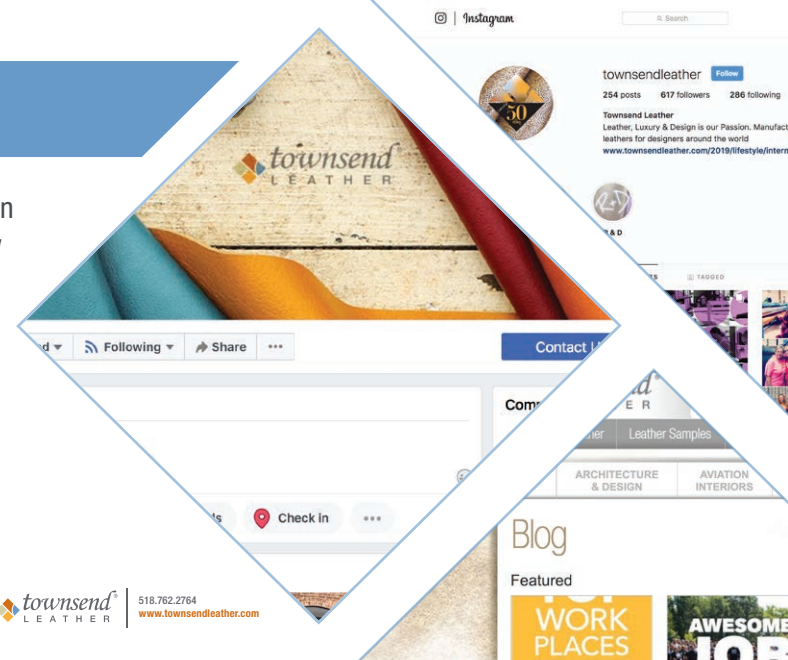 Instagram
Search
townsendleather Follow
254 posts 617 followers 286 following
Townsend Leather
Leather, Luxury & Design is our Passion. Manufact
leathers for designers around the world
www.townsendleather.com/2019/lifestyle/intern
50
R+D
& D
TAGGED
townsend
LEATHER
Following
Share
Contact
Com
Check in
ER
Leather Samples
ARCHITECTURE
& DESIGN
AVIATION
INTERIORS
Blog
Featured
TOP
WORK
PLACES
AWESOME
JOB
townsend®
LEATHER
518.762.2764
www.townsendleather.com